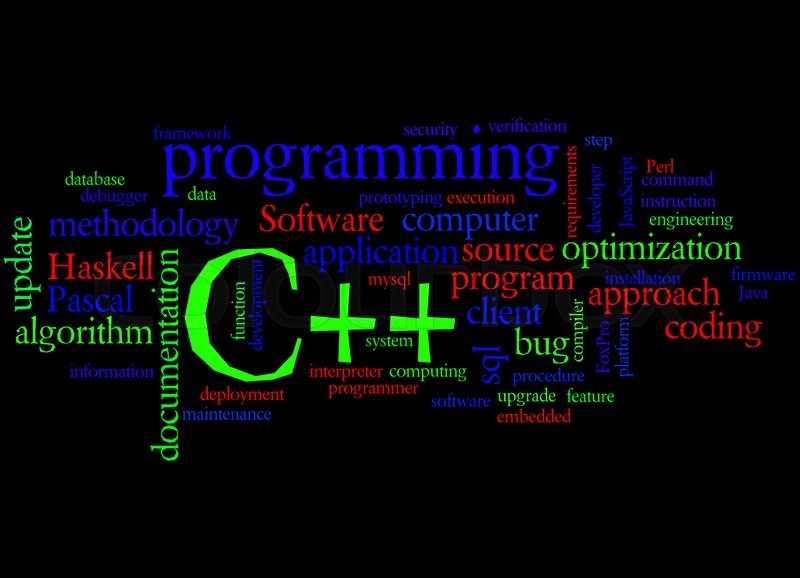 framework
security
verification
step
programming
database
debugger
data
prototyping
execution
requirements
developer
JavaScript
Perl
command
instruction
engineering
update
methodology
Software
computer
application
source
optimization
Haskell
Pascal
algorithm
documentation
C++
function
development
mysql
system
program
instellation
firmware
Java
approach
client
coding
bug
compiler
FoxPro
platform
sql
information
interpreter
computing
programmer
procedure
deployment
maintenance
software
upgrade
feature
embedded